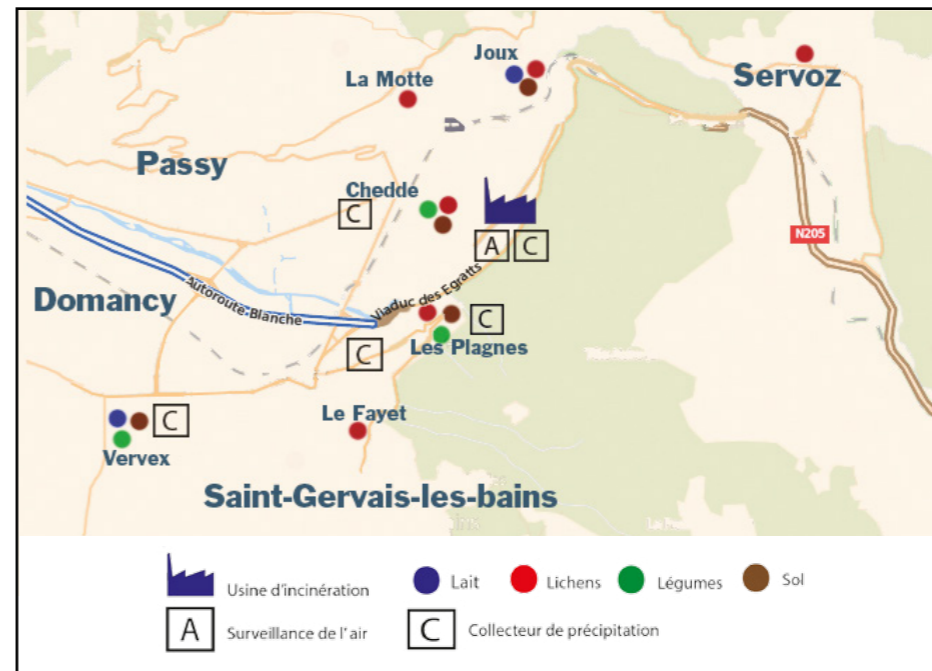 Joux
La Motte
Servoz
Passy
Chedde
C
N205
A C
Domancy
Autoroute Blanche
Viaduc des Egratts
C
Les Plagnes
C
C
Le Fayet
Vervex
Saint-Gervais-les-bains
Usine d'incinération
Lait
Lichens
Légumes
Sol
A
Surveillance de l'air
C
Collecteur de précipitation